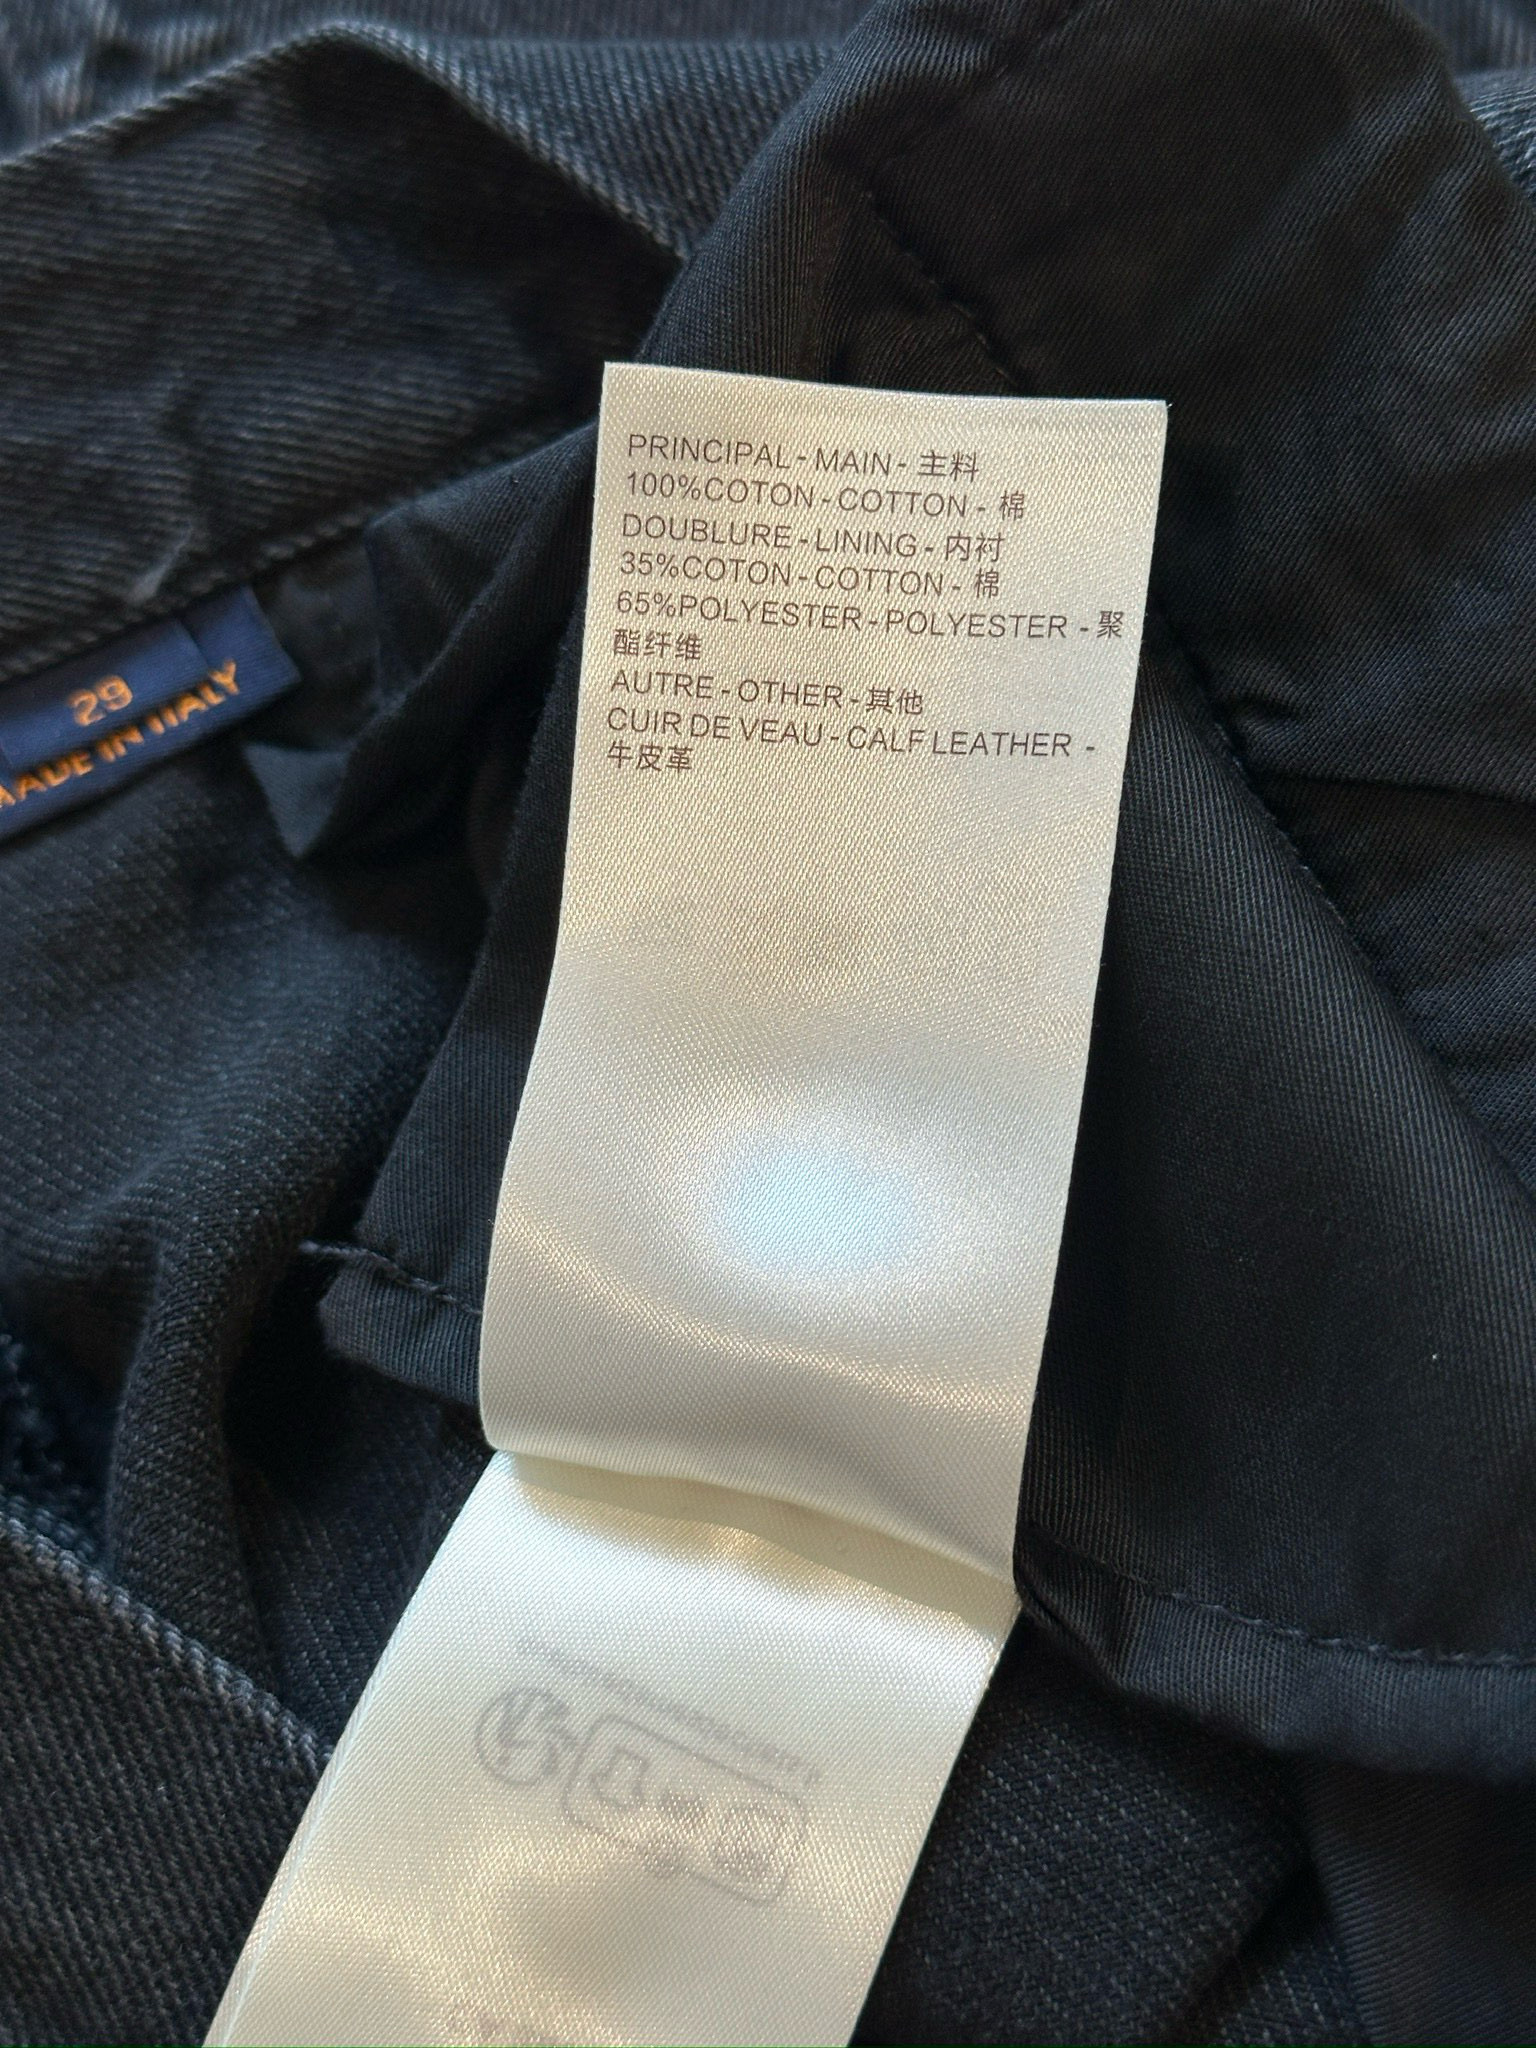 PRINCIPAL - MAIN - 主料
100%COTON - COTTON - 棉
DOUBLURE - LINING - 内衬
35%COTON - COTTON - 棉
65%POLYESTER - POLYESTER - 聚
酯纤维
AUTRE - OTHER - 其他
CUIR DE VEAU - CALF LEATHER -
牛皮革
29
MADE IN ITALY